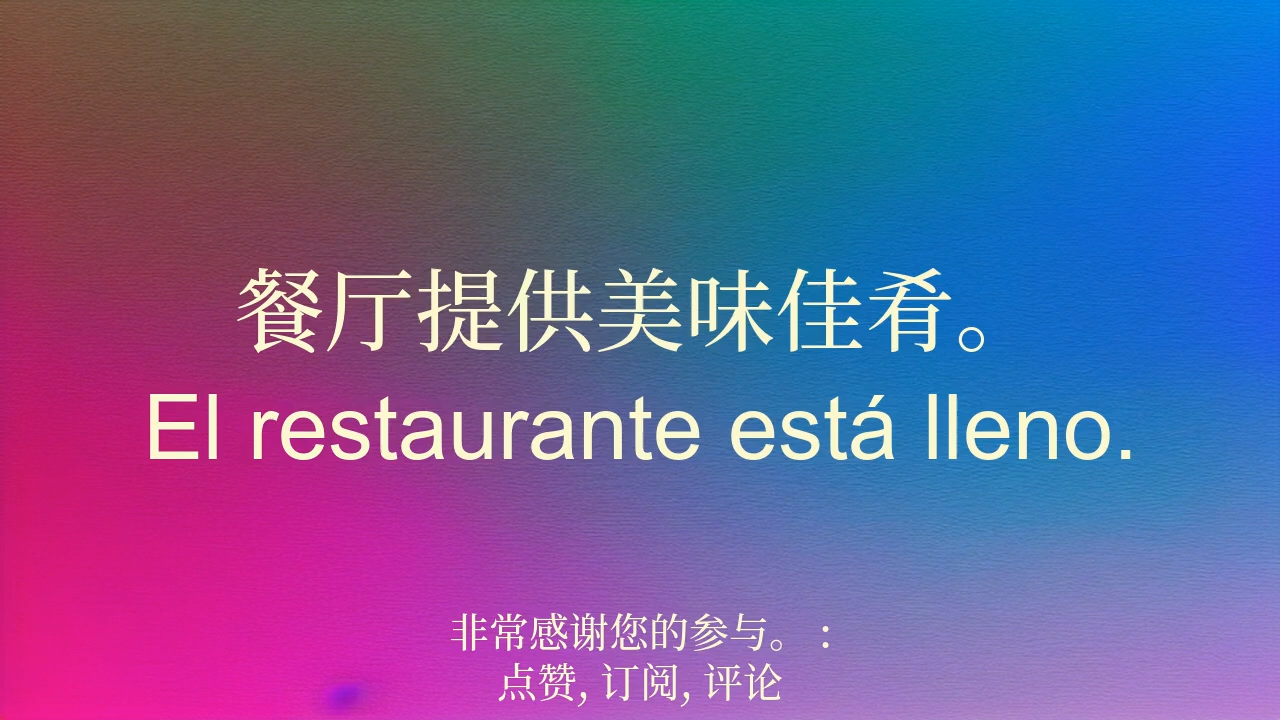 餐厅提供美味佳肴。
El restaurante está lleno.
非常感谢您的参与。 :
点赞, 订阅, 评论